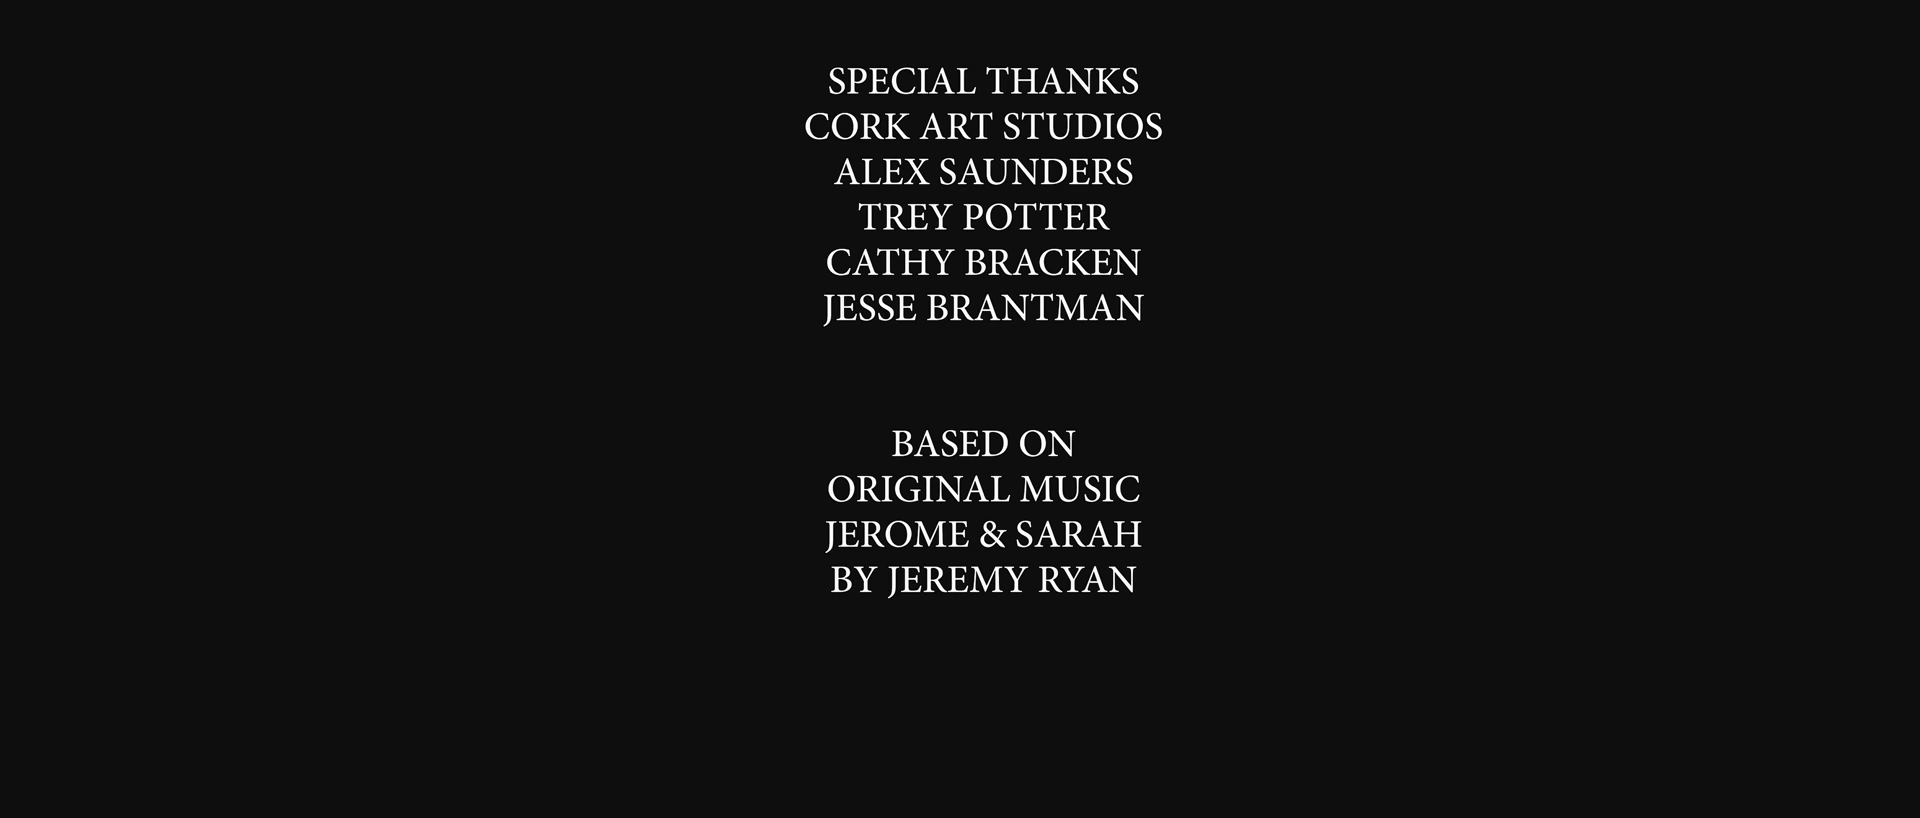 SPECIAL THANKS
CORK ART STUDIOS
ALEX SAUNDERS
TREY POTTER
CATHY BRACKEN
JESSE BRANTMAN
BASED ON
ORIGINAL MUSIC
JEROME & SARAH
BY JEREMY RYAN